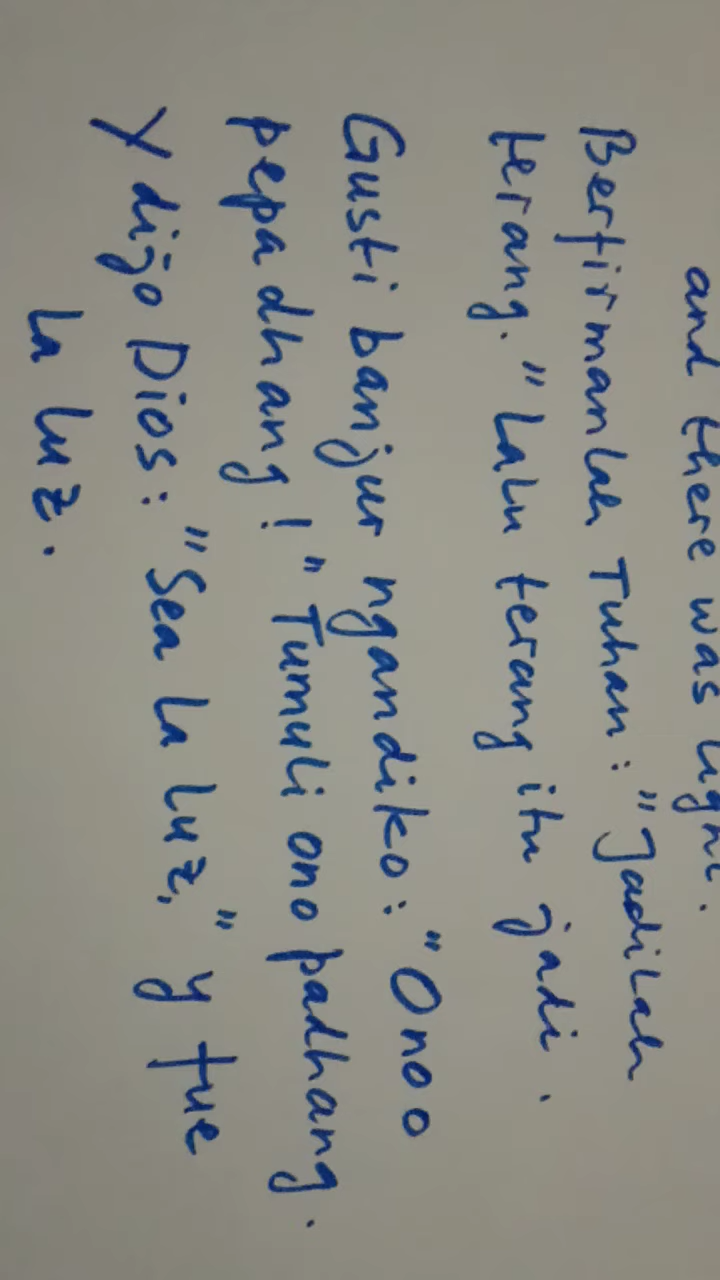 and there was light.
Berfirmanlah Tuhan: "Jadilah
terang." Lalu terang itu jadi.
Gusti banjur ngandiko: "Onoo
pepadhang!" Tumuli ono padhang.
Y dijo Dios: "Sea la luz," y fue
la luz.